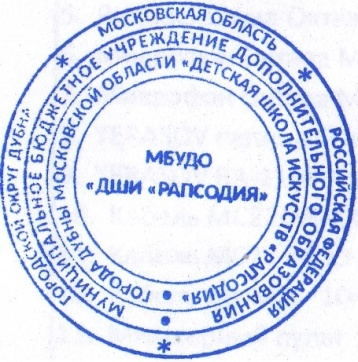 МОСКОВСКАЯ ОБЛАСТЬ * РОССИЙСКАЯ ФЕДЕРАЦИЯ * ГОРОДСКОЙ ОКРУГ ДУБНА *
МУНИЦИПАЛЬНОЕ БЮДЖЕТНОЕ УЧРЕЖДЕНИЕ ДОПОЛНИТЕЛЬНОГО ОБРАЗОВАНИЯ
ГОРОДА ДУБНЫ МОСКОВСКОЙ ОБЛАСТИ «ДЕТСКАЯ ШКОЛА ИСКУССТВ «РАПСОДИЯ»
МБУДО
«ДШИ «РАПСОДИЯ»